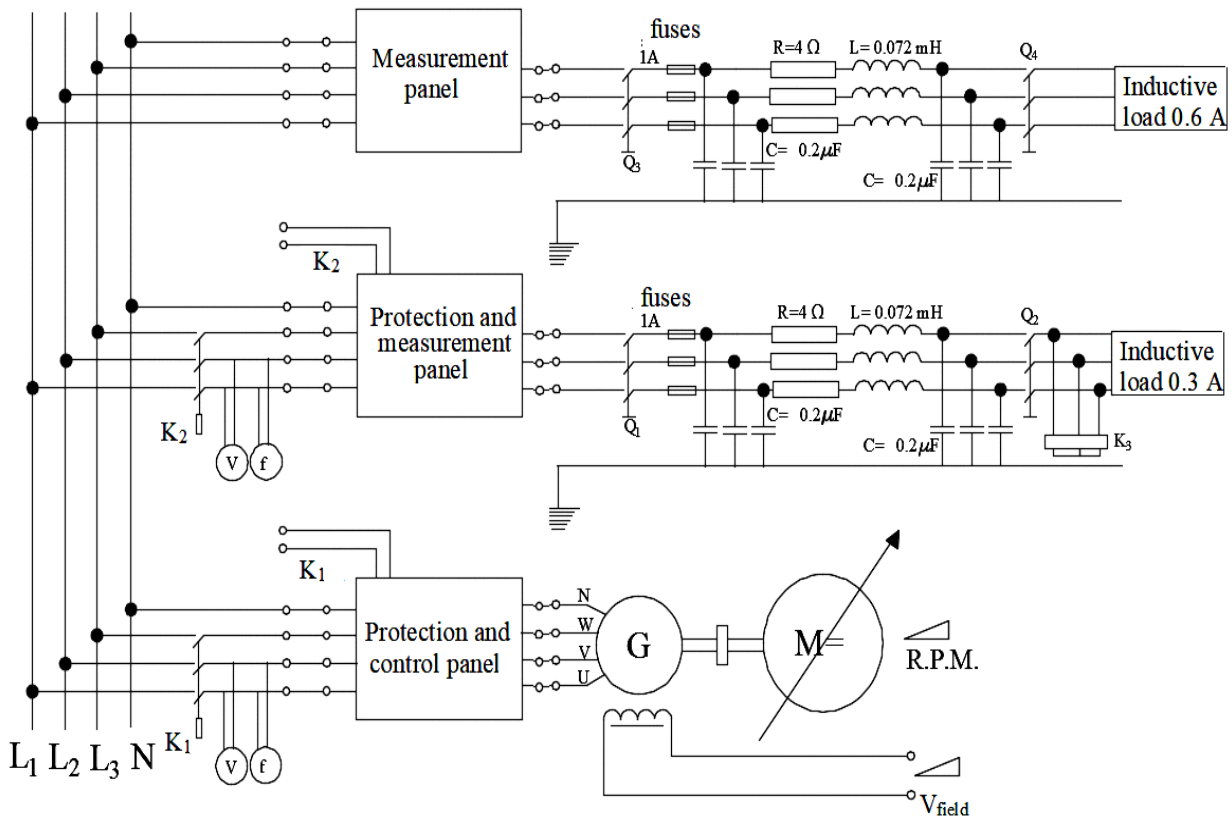 Measurement
panel
fuses
1A
R=4 Ω
L= 0.072 mH
Q4
Inductive
load 0.6 A
Q3
C= 0.2μF
C= 0.2μF
K2
Protection and
measurement
panel
fuses
1A
R=4 Ω
L= 0.072 mH
Q2
Inductive
load 0.3 A
K2
V
f
Q1
C= 0.2μF
C= 0.2μF
K3
K1
Protection and
control panel
N
W
V
U
G
M=
R.P.M.
K1
V
f
L1 L2 L3 N
Vfield